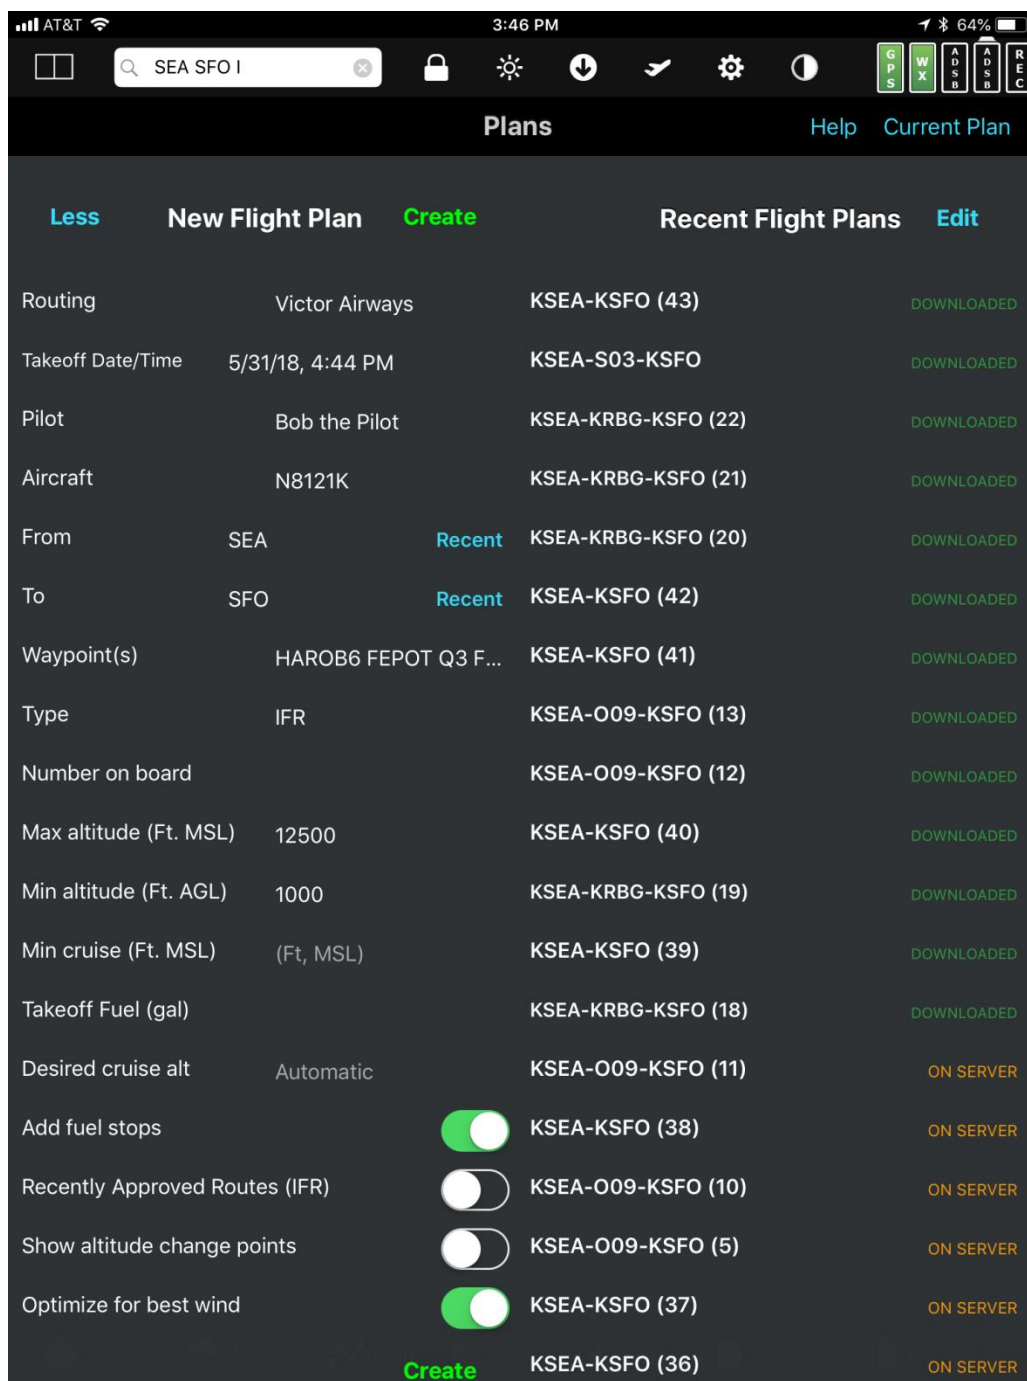 AT&T 3:46 PM 64%
SEA SFO I GPS WX ADSB ADSB REC
Plans Help Current Plan
Less New Flight Plan Create Recent Flight Plans Edit
Routing Victor Airways KSEA-KSFO (43) DOWNLOADED
Takeoff Date/Time 5/31/18, 4:44 PM KSEA-S03-KSFO DOWNLOADED
Pilot Bob the Pilot KSEA-KRBG-KSFO (22) DOWNLOADED
Aircraft N8121K KSEA-KRBG-KSFO (21) DOWNLOADED
From SEA Recent KSEA-KRBG-KSFO (20) DOWNLOADED
To SFO Recent KSEA-KSFO (42) DOWNLOADED
Waypoint(s) HAROB6 FEPOT Q3 F... KSEA-KSFO (41) DOWNLOADED
Type IFR KSEA-O09-KSFO (13) DOWNLOADED
Number on board KSEA-O09-KSFO (12) DOWNLOADED
Max altitude (Ft. MSL) 12500 KSEA-KSFO (40) DOWNLOADED
Min altitude (Ft. AGL) 1000 KSEA-KRBG-KSFO (19) DOWNLOADED
Min cruise (Ft. MSL) (Ft, MSL) KSEA-KSFO (39) DOWNLOADED
Takeoff Fuel (gal) KSEA-KRBG-KSFO (18) DOWNLOADED
Desired cruise alt Automatic KSEA-O09-KSFO (11) ON SERVER
Add fuel stops KSEA-KSFO (38) ON SERVER
Recently Approved Routes (IFR) KSEA-O09-KSFO (10) ON SERVER
Show altitude change points KSEA-O09-KSFO (5) ON SERVER
Optimize for best wind KSEA-KSFO (37) ON SERVER
Create KSEA-KSFO (36) ON SERVER